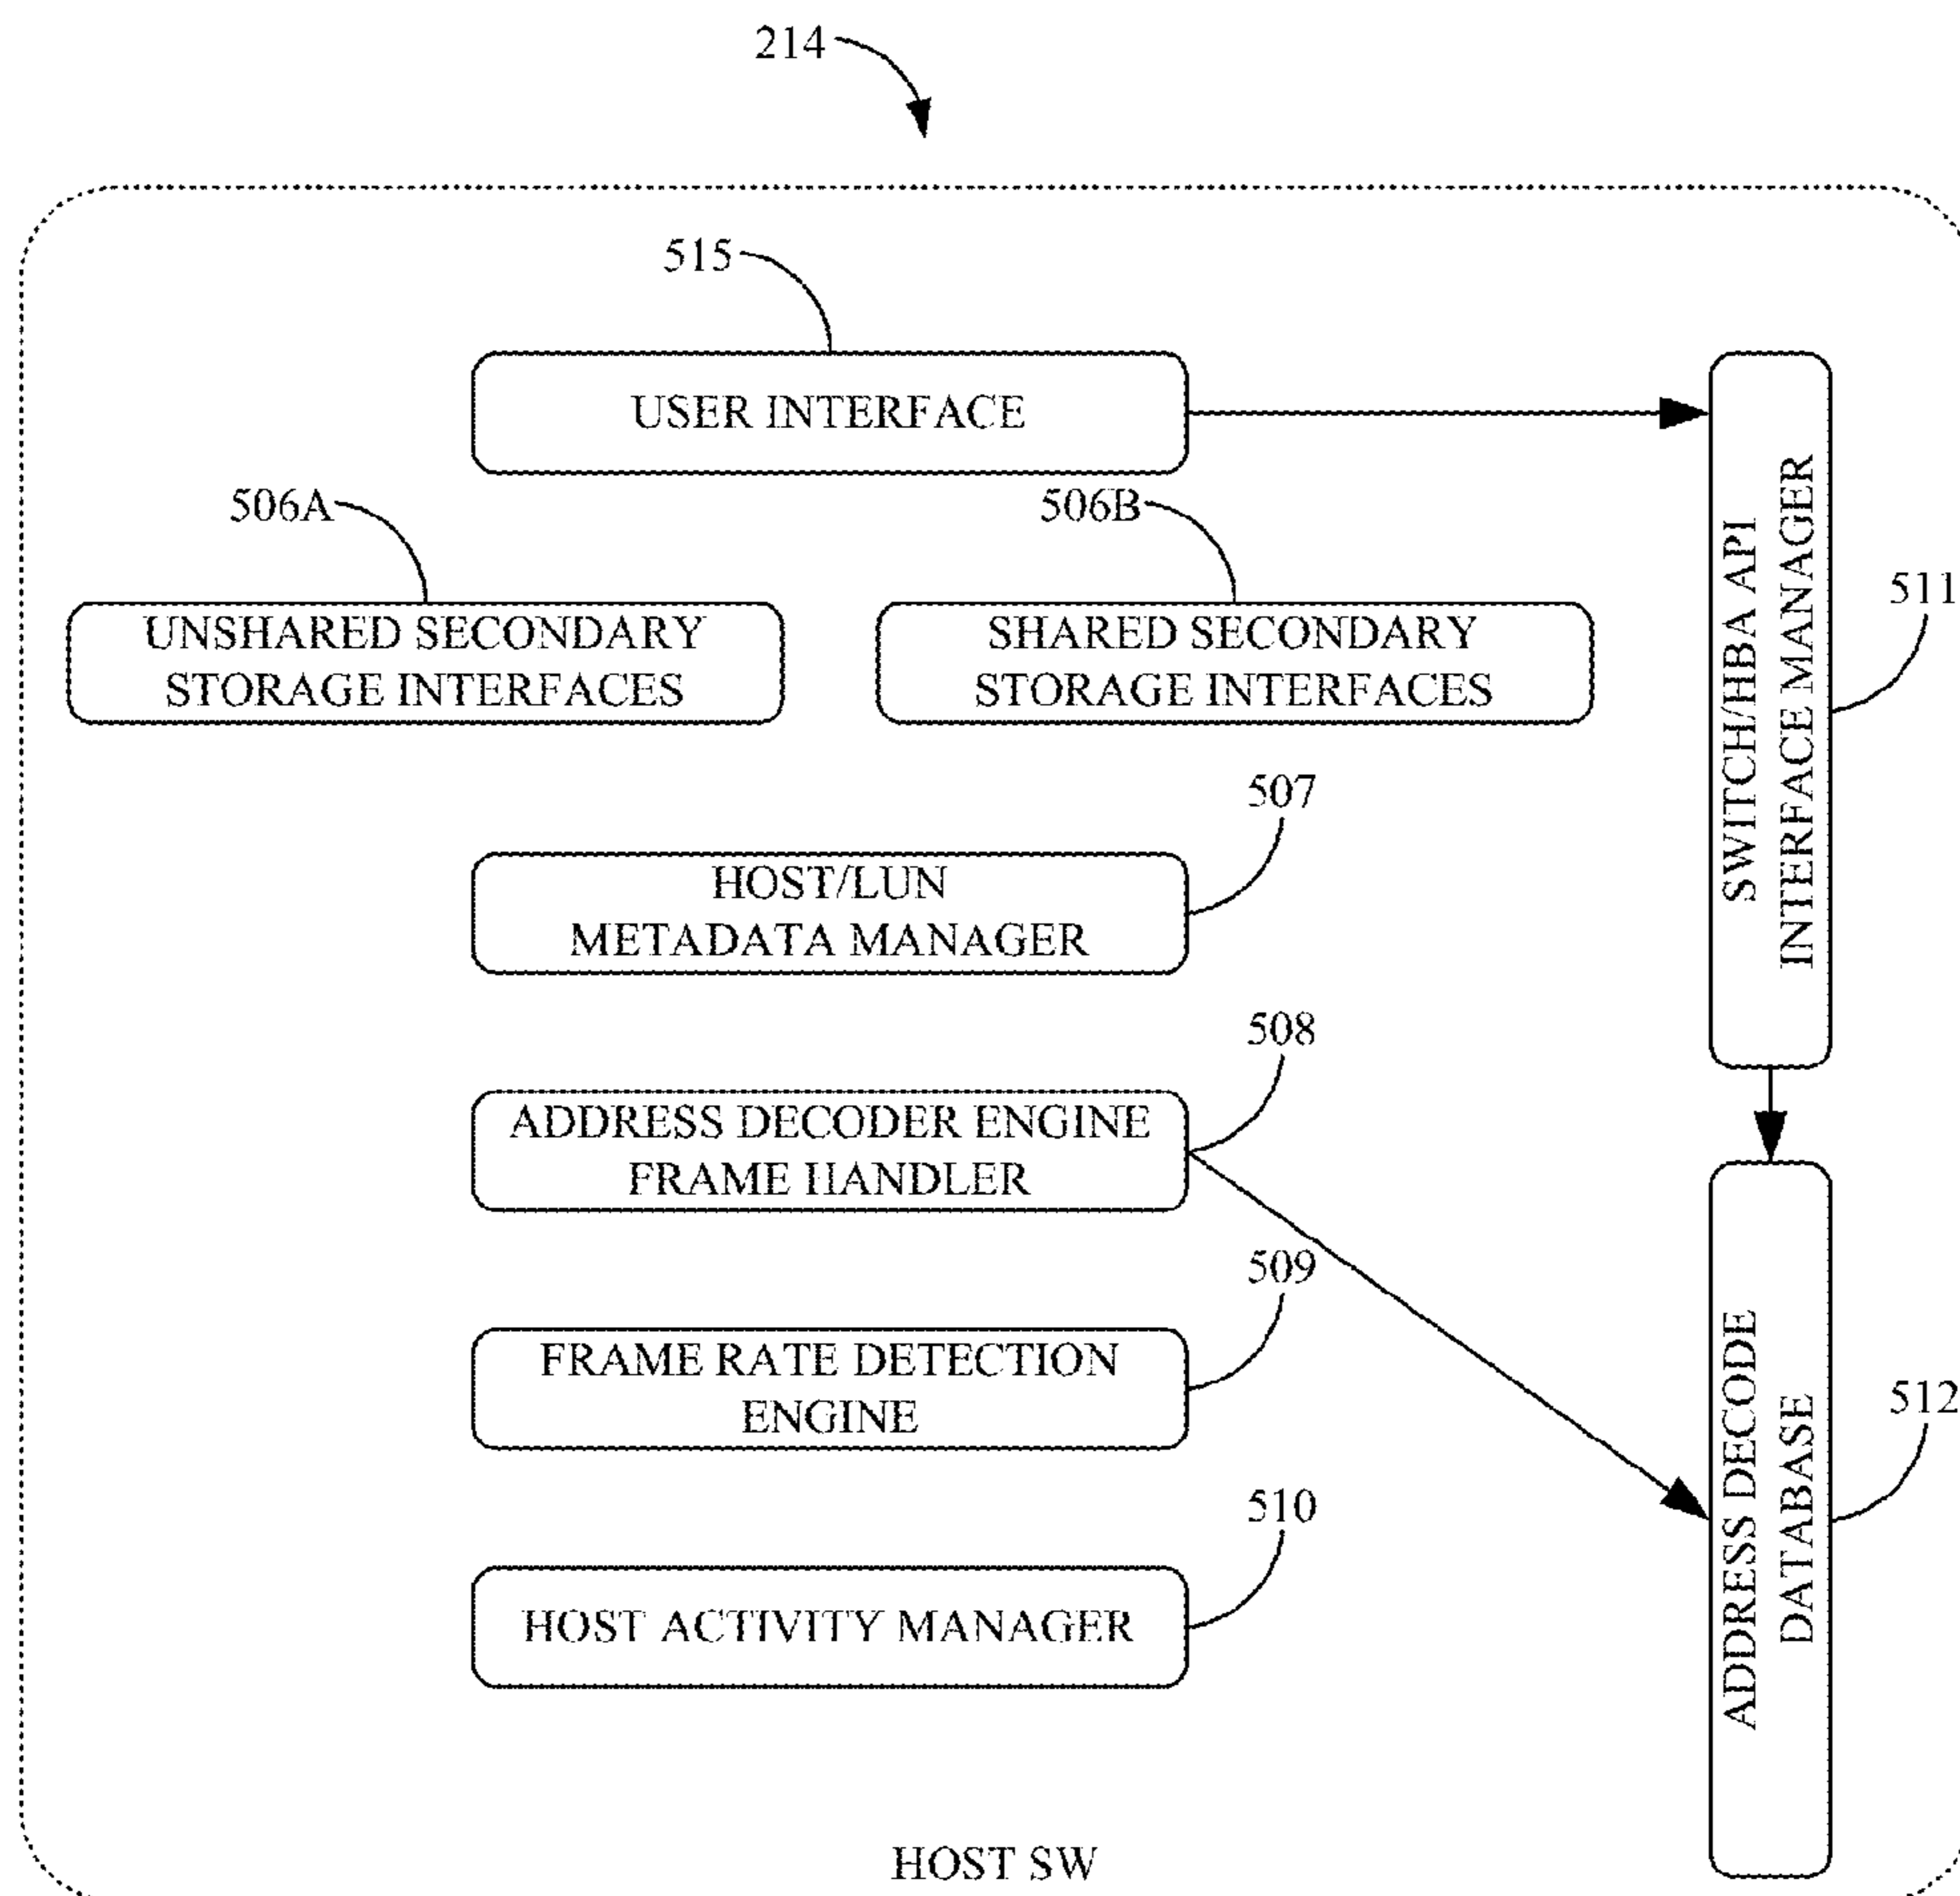 214
515
USER INTERFACE
506A
506B
UNSHARED SECONDARY
STORAGE INTERFACES
SHARED SECONDARY
STORAGE INTERFACES
SWITCH/HBA API
INTERFACE MANAGER
511
507
HOST/LUN
METADATA MANAGER
508
ADDRESS DECODER ENGINE
FRAME HANDLER
509
FRAME RATE DETECTION
ENGINE
ADDRESS DECODE
DATABASE
512
510
HOST ACTIVITY MANAGER
HOST SW